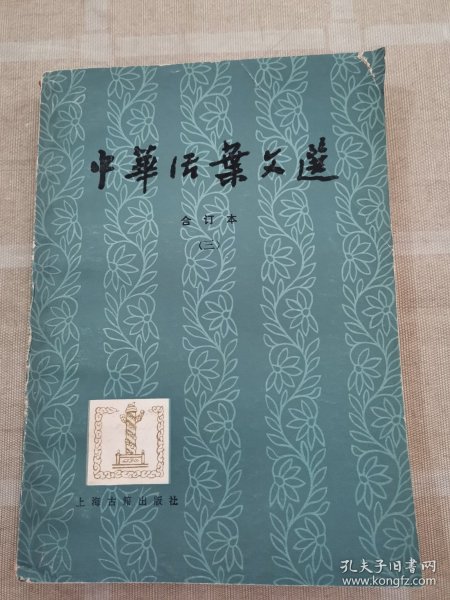 中華活葉文選
合订本
(三)
上海古籍出版社
孔夫子旧书网
www.kongfz.com